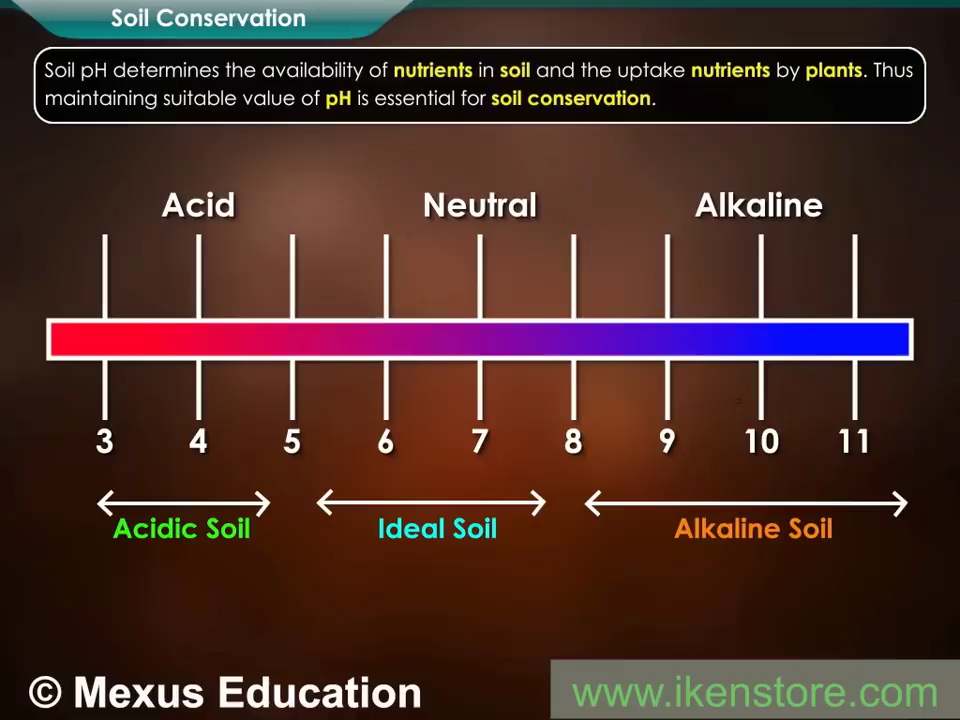 Soil Conservation
Soil pH determines the availability of nutrients in soil and the uptake nutrients by plants. Thus
maintaining suitable value of pH is essential for soil conservation.
Acid Neutral Alkaline
3 4 5 6 7 8 9 10 11
Acidic Soil Ideal Soil Alkaline Soil
© Mexus Education www.ikenstore.com